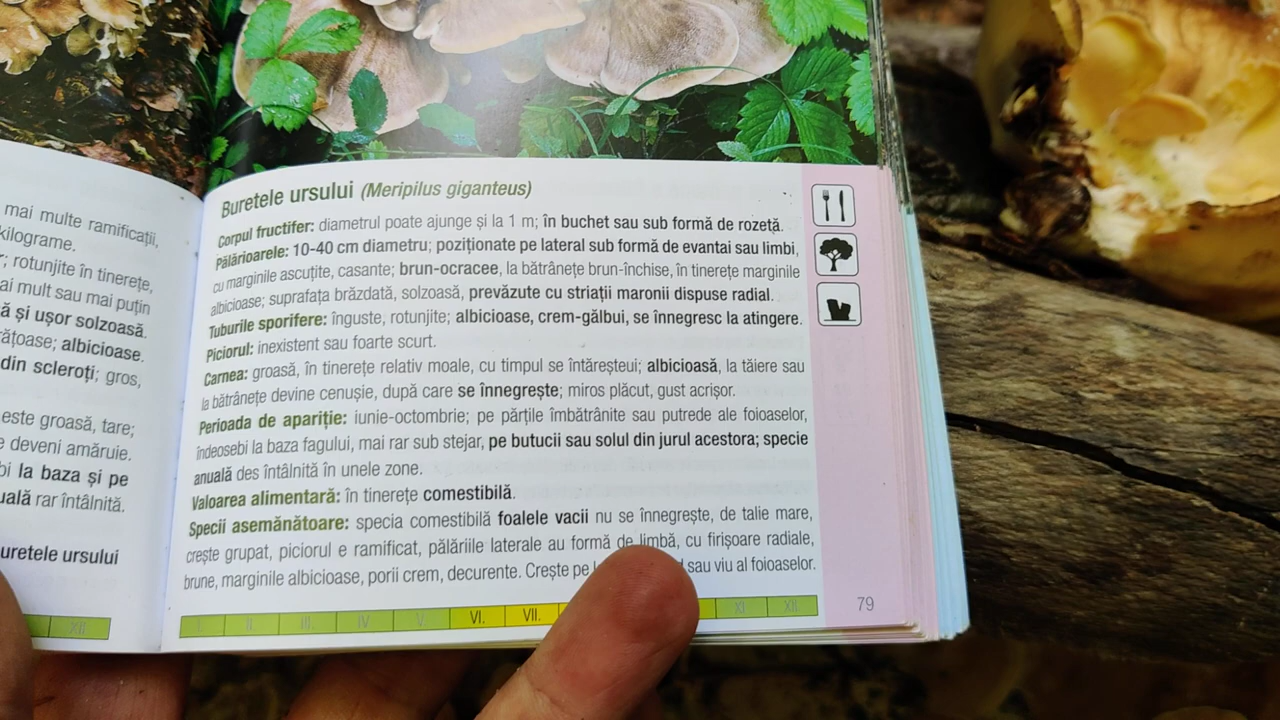 mai multe ramificații,
kilograme.
rotunjite în tinerețe,
mai mult sau mai puțin
și ușor solzoasă.
albicioase.
din scleroți; gros,
este groasă, tare;
deveni amăruie.
la baza și pe
rar întâlnită.
ursului
XII.
Buretele ursului (Meripilus giganteus)
Corpul fructifer: diametrul poate ajunge și la 1 m; în buchet sau sub formă de rozetă.
Pălărioarele: 10-40 cm diametru; poziționate pe lateral sub formă de evantai sau limbi,
cu marginile ascuțite, casante; brun-ocracee, la bătrânețe brun-închise, în tinerețe marginile
albicioase; suprafața brăzdată, solzoasă, prevăzute cu striații maronii dispuse radial.
Tuburile sporifere: înguste, rotunjite; albicioase, crem-gălbui, se înnegresc la atingere.
Piciorul: inexistent sau foarte scurt.
Carnea: groasă, în tinerețe relativ moale, cu timpul se întăreșteui; albicioasă, la tăiere sau
la bătrânețe devine cenușie, după care se înnegrește; miros plăcut, gust acrișor.
Perioada de apariție: iunie-octombrie; pe părțile îmbătrânite sau putrede ale foioaselor,
îndeosebi la baza fagului, mai rar sub stejar, pe butucii sau solul din jurul acestora; specie
anuală des întâlnită în unele zone.
Valoarea alimentară: în tinerețe comestibilă.
Specii asemănătoare: specia comestibilă foalele vacii nu se înnegrește, de talie mare,
crește grupat, piciorul e ramificat, pălăriile laterale au formă de limbă, cu firișoare radiale,
brune, marginile albicioase, porii crem, decurente. Crește pe sau viu al foioaselor.
I. II. III. IV. V. VI. VII. XI. XII.
79